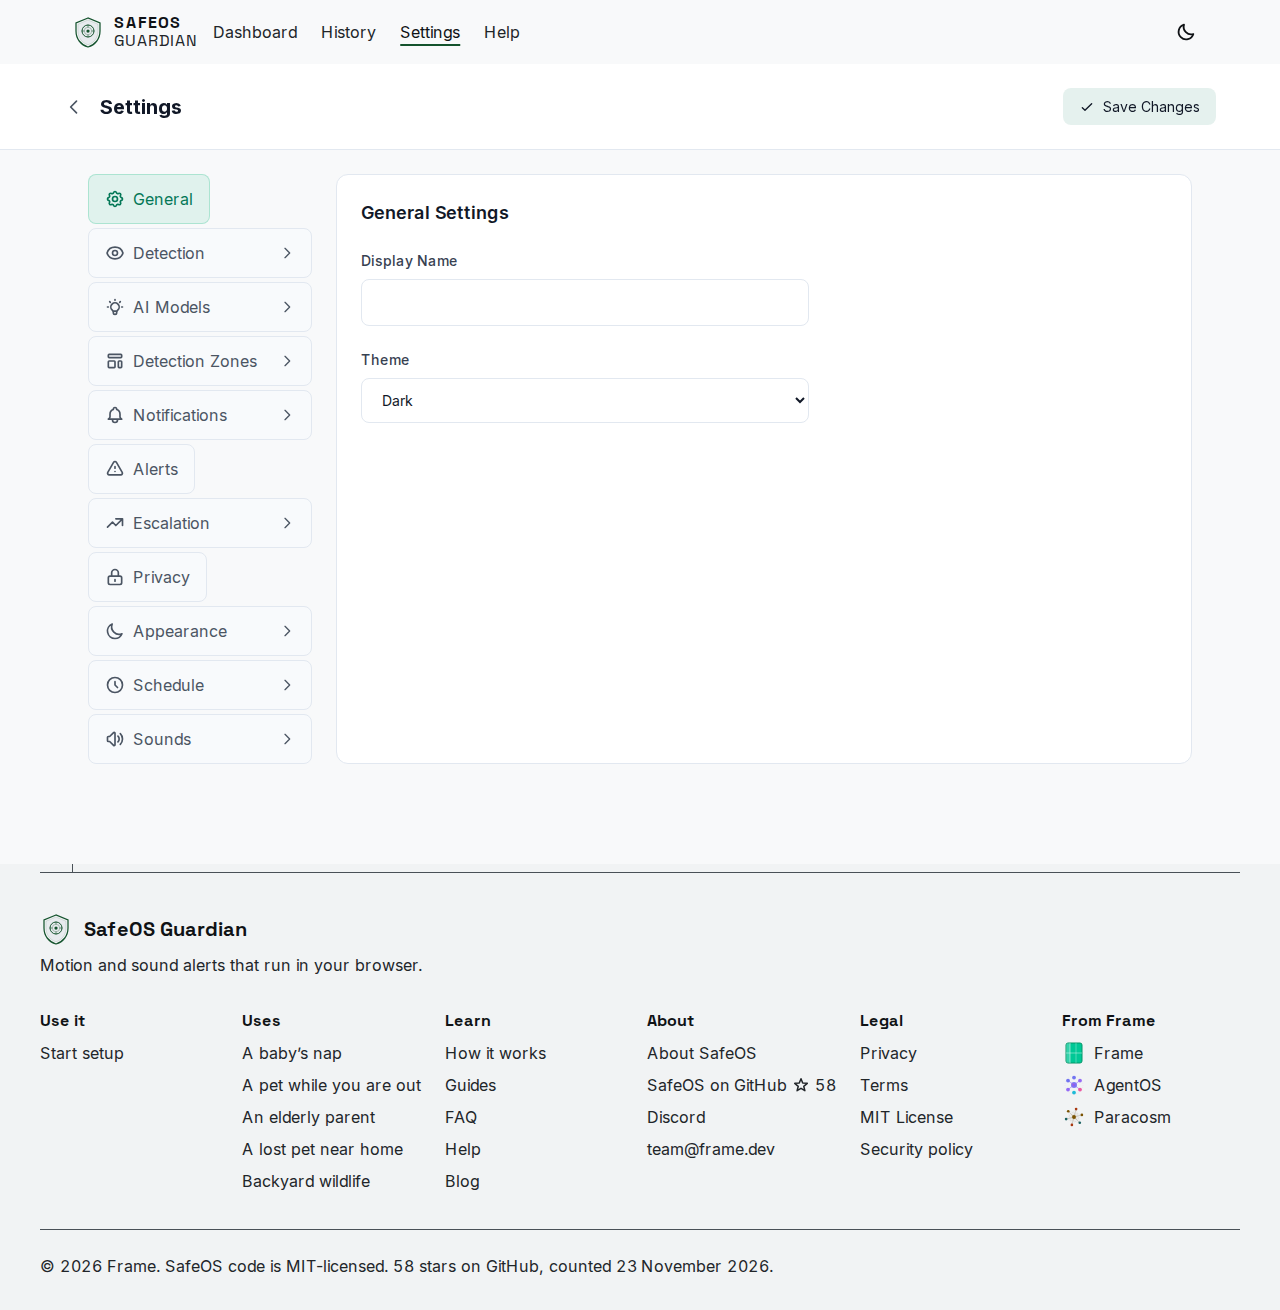 SAFEOS
GUARDIAN
Dashboard
History
Settings
Help
Settings
Save Changes
General
Detection
AI Models
Detection Zones
Notifications
Alerts
Escalation
Privacy
Appearance
Schedule
Sounds
General Settings
Display Name
Theme
Dark
SafeOS Guardian
Motion and sound alerts that run in your browser.
Use it
Start setup
Uses
A baby’s nap
A pet while you are out
An elderly parent
A lost pet near home
Backyard wildlife
Learn
How it works
Guides
FAQ
Help
Blog
About
About SafeOS
SafeOS on GitHub ☆ 58
Discord
team@frame.dev
Legal
Privacy
Terms
MIT License
Security policy
From Frame
Frame
AgentOS
Paracosm
© 2026 Frame. SafeOS code is MIT-licensed. 58 stars on GitHub, counted 23 November 2026.